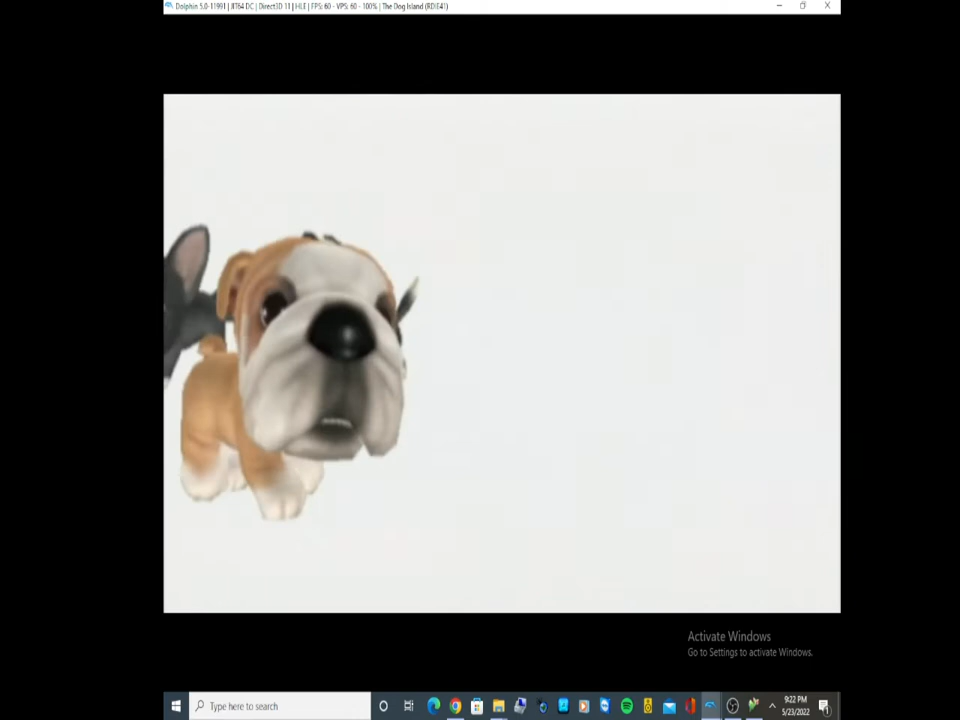 Dolphin 5.0-11991 | JIT64 DC | Direct3D 11 | HLE | FPS: 60 - VPS: 60 - 100% | The Dog Island (RDIE41)
Activate Windows
Go to Settings to activate Windows.
Type here to search
9:22 PM
5/23/2022